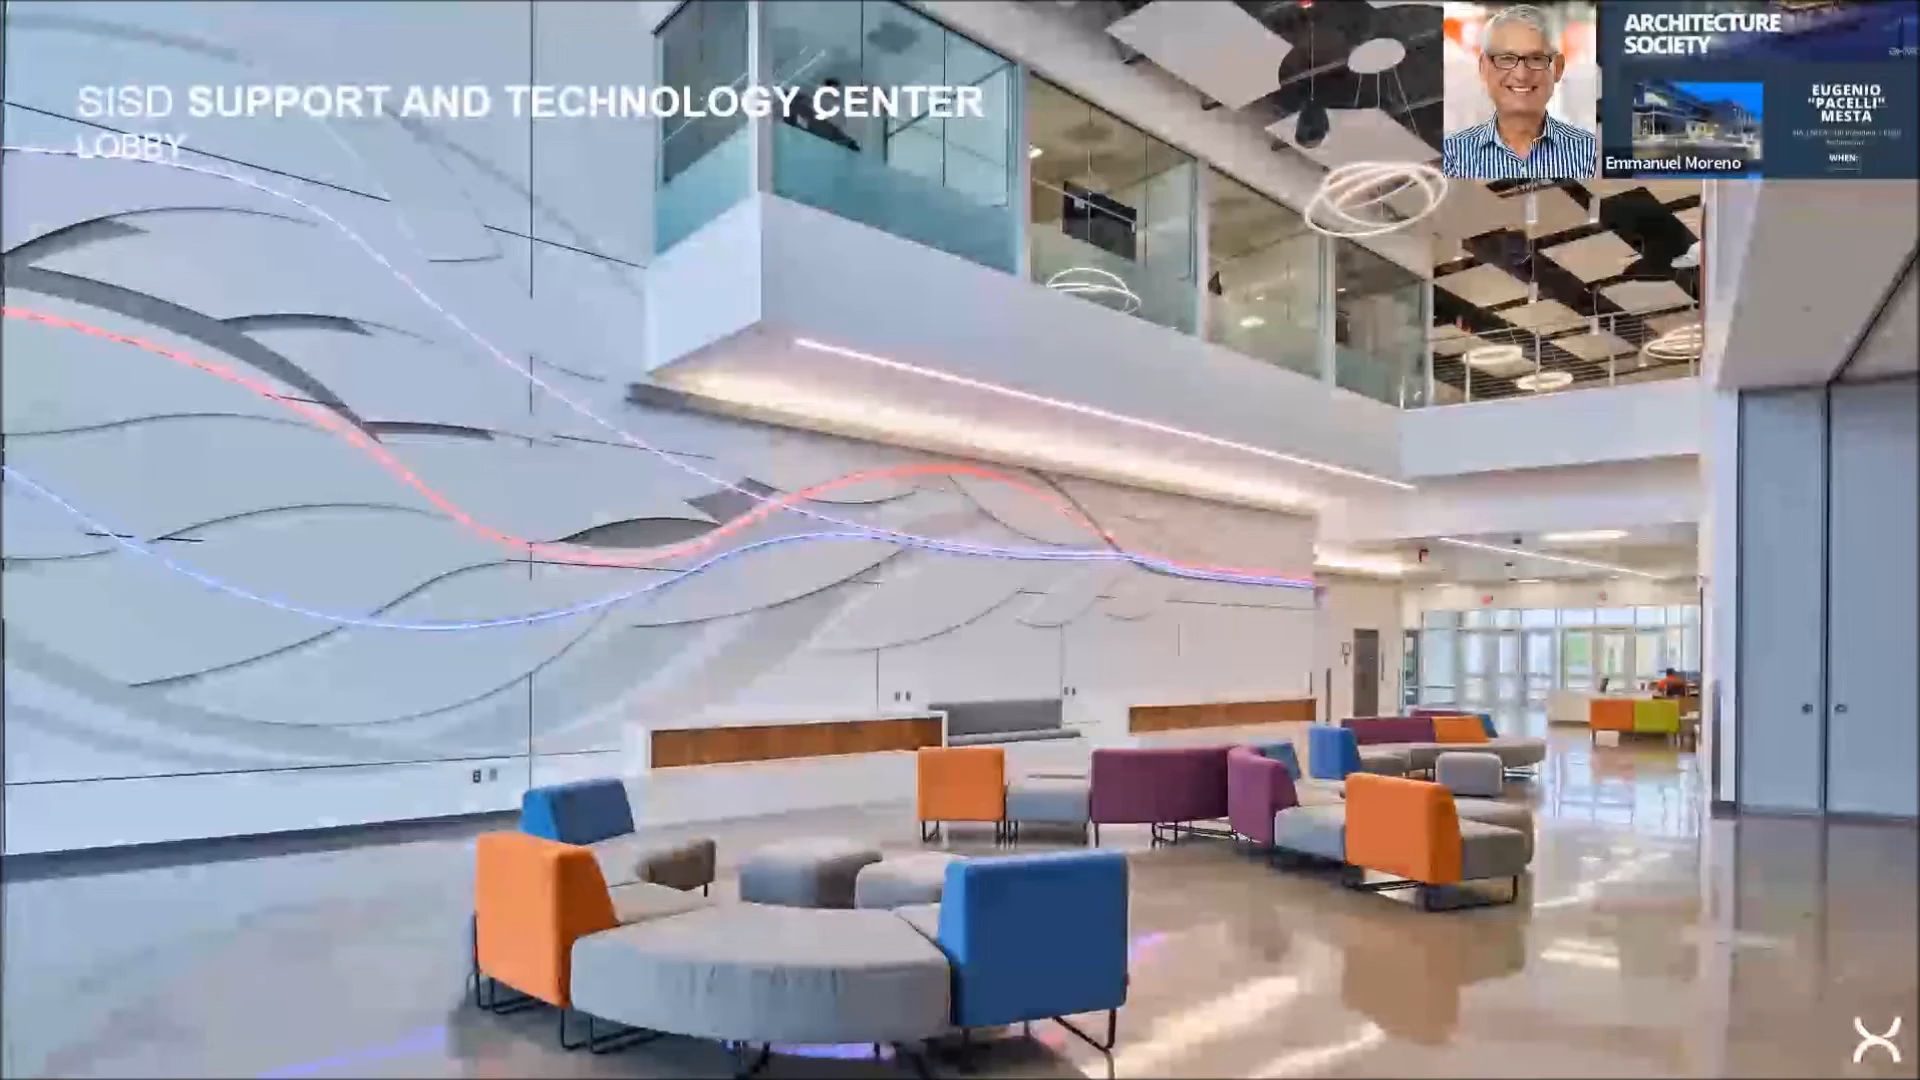 SISD SUPPORT AND TECHNOLOGY CENTER
LOBBY
ARCHITECTURE
SOCIETY
EUGENIO
"PACELLI"
MESTA
WHEN:
Emmanuel Moreno